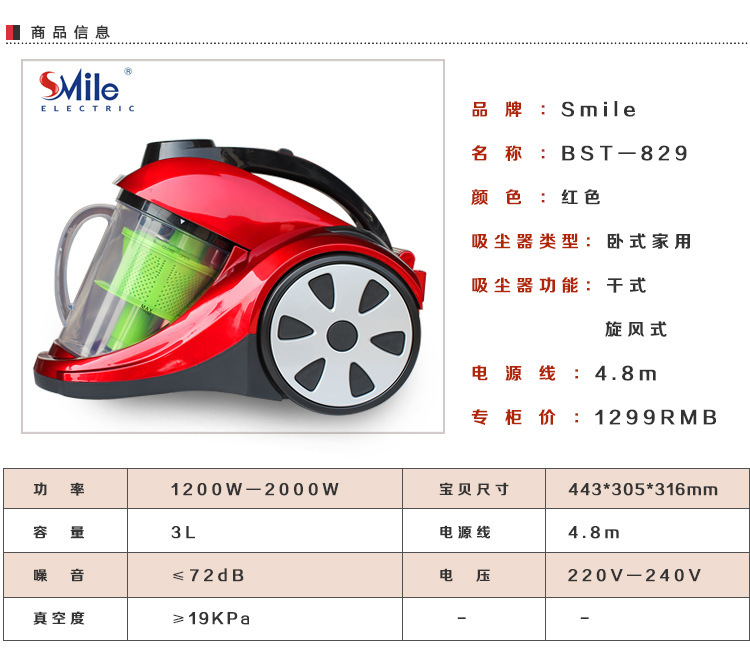 商品信息
SMile®
ELECTRIC
品牌：Smile
名称：BST－829
颜色：红色
吸尘器类型：卧式家用
吸尘器功能：干式
旋风式
电源线：4.8m
专柜价：1299RMB
MAX
功率 1200W－2000W 宝贝尺寸 443*305*316mm
容量 3L 电源线 4.8m
噪音 ≤72dB 电压 220V－240V
真空度 ≥19KPa － －